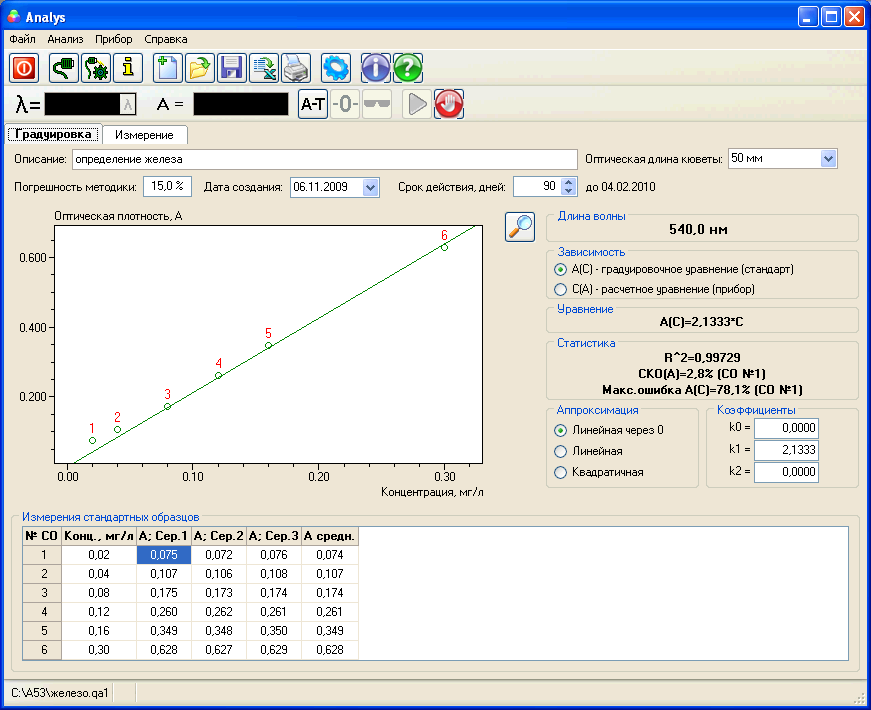 Analys
Файл Анализ Прибор Справка
λ= λ A = A-T -0-
Градуировка Измерение
Описание: определение железа Оптическая длина кюветы: 50 мм
Погрешность методики: 15,0 % Дата создания: 06.11.2009 Срок действия, дней: 90 до 04.02.2010
Оптическая плотность, А
0.600
0.400
0.200
0.00 0.10 0.20 0.30
Концентрация, мг/л
1 2 3 4 5 6
Длина волны
540,0 нм
Зависимость
A(C) - градуировочное уравнение (стандарт)
C(A) - расчетное уравнение (прибор)
Уравнение
A(C)=2,1333*C
Статистика
R^2=0,99729
СКО(А)=2,8% (СО №1)
Макс.ошибка A(C)=78,1% (СО №1)
Аппроксимация
Линейная через 0
Линейная
Квадратичная
Коэффициенты
k0 = 0,0000
k1 = 2,1333
k2 = 0,0000
Измерения стандартных образцов
№ СО Конц., мг/л А; Сер.1 А; Сер.2 А; Сер.3 А средн.
1 0,02 0,075 0,072 0,076 0,074
2 0,04 0,107 0,106 0,108 0,107
3 0,08 0,175 0,173 0,174 0,174
4 0,12 0,260 0,262 0,261 0,261
5 0,16 0,349 0,348 0,350 0,349
6 0,30 0,628 0,627 0,629 0,628
C:\A53\железо.qa1